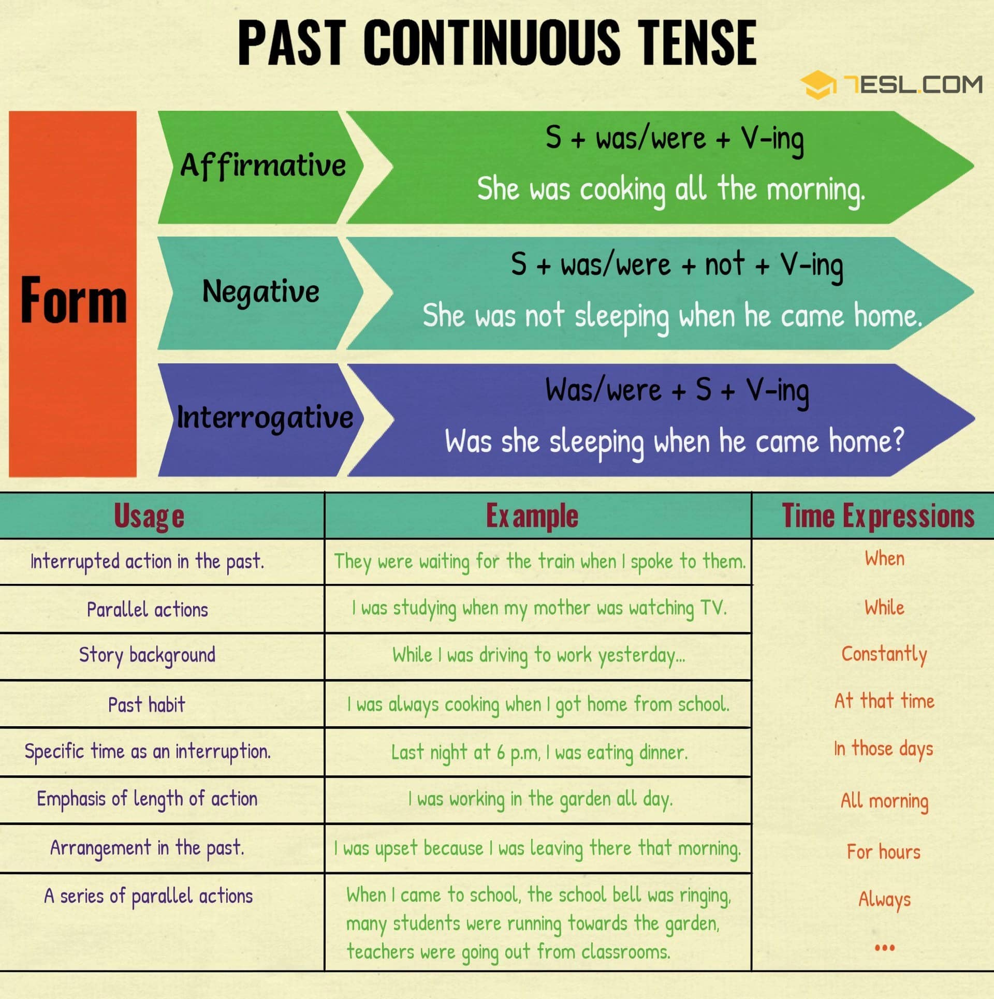 PAST CONTINUOUS TENSE
7ESL.COM
Form
Affirmative
S + was/were + V-ing
She was cooking all the morning.
Negative
S + was/were + not + V-ing
She was not sleeping when he came home.
Interrogative
Was/were + S + V-ing
Was she sleeping when he came home?
Usage Example Time Expressions
Interrupted action in the past. They were waiting for the train when I spoke to them. When
Parallel actions I was studying when my mother was watching TV. While
Story background While I was driving to work yesterday... Constantly
Past habit I was always cooking when I got home from school. At that time
Specific time as an interruption. Last night at 6 p.m, I was eating dinner. In those days
Emphasis of length of action I was working in the garden all day. All morning
Arrangement in the past. I was upset because I was leaving there that morning. For hours
A series of parallel actions When I came to school, the school bell was ringing, Always
many students were running towards the garden,
teachers were going out from classrooms. ...